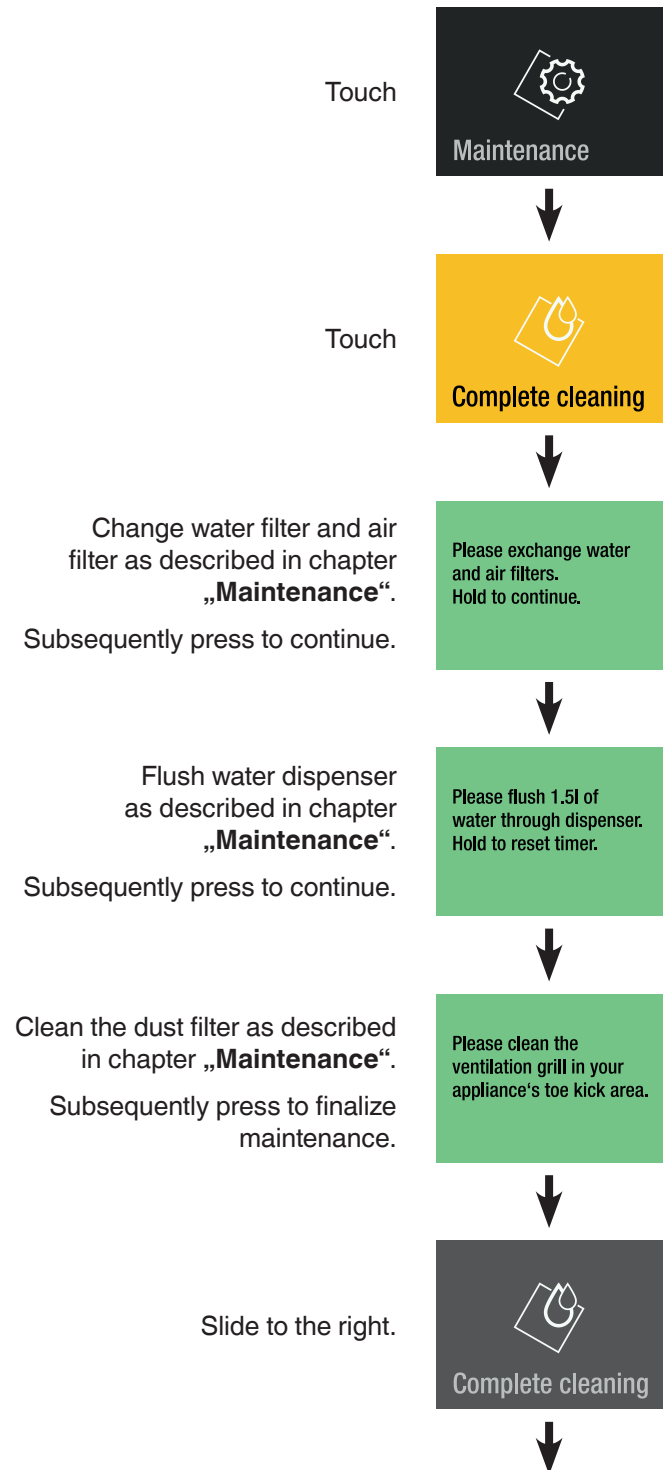 Touch
Maintenance
Touch
Complete cleaning
Change water filter and air
filter as described in chapter
„Maintenance“.
Subsequently press to continue.
Please exchange water
and air filters.
Hold to continue.
Flush water dispenser
as described in chapter
„Maintenance“.
Subsequently press to continue.
Please flush 1.5l of
water through dispenser.
Hold to reset timer.
Clean the dust filter as described
in chapter „Maintenance“.
Subsequently press to finalize
maintenance.
Please clean the
ventilation grill in your
appliance‘s toe kick area.
Slide to the right.
Complete cleaning